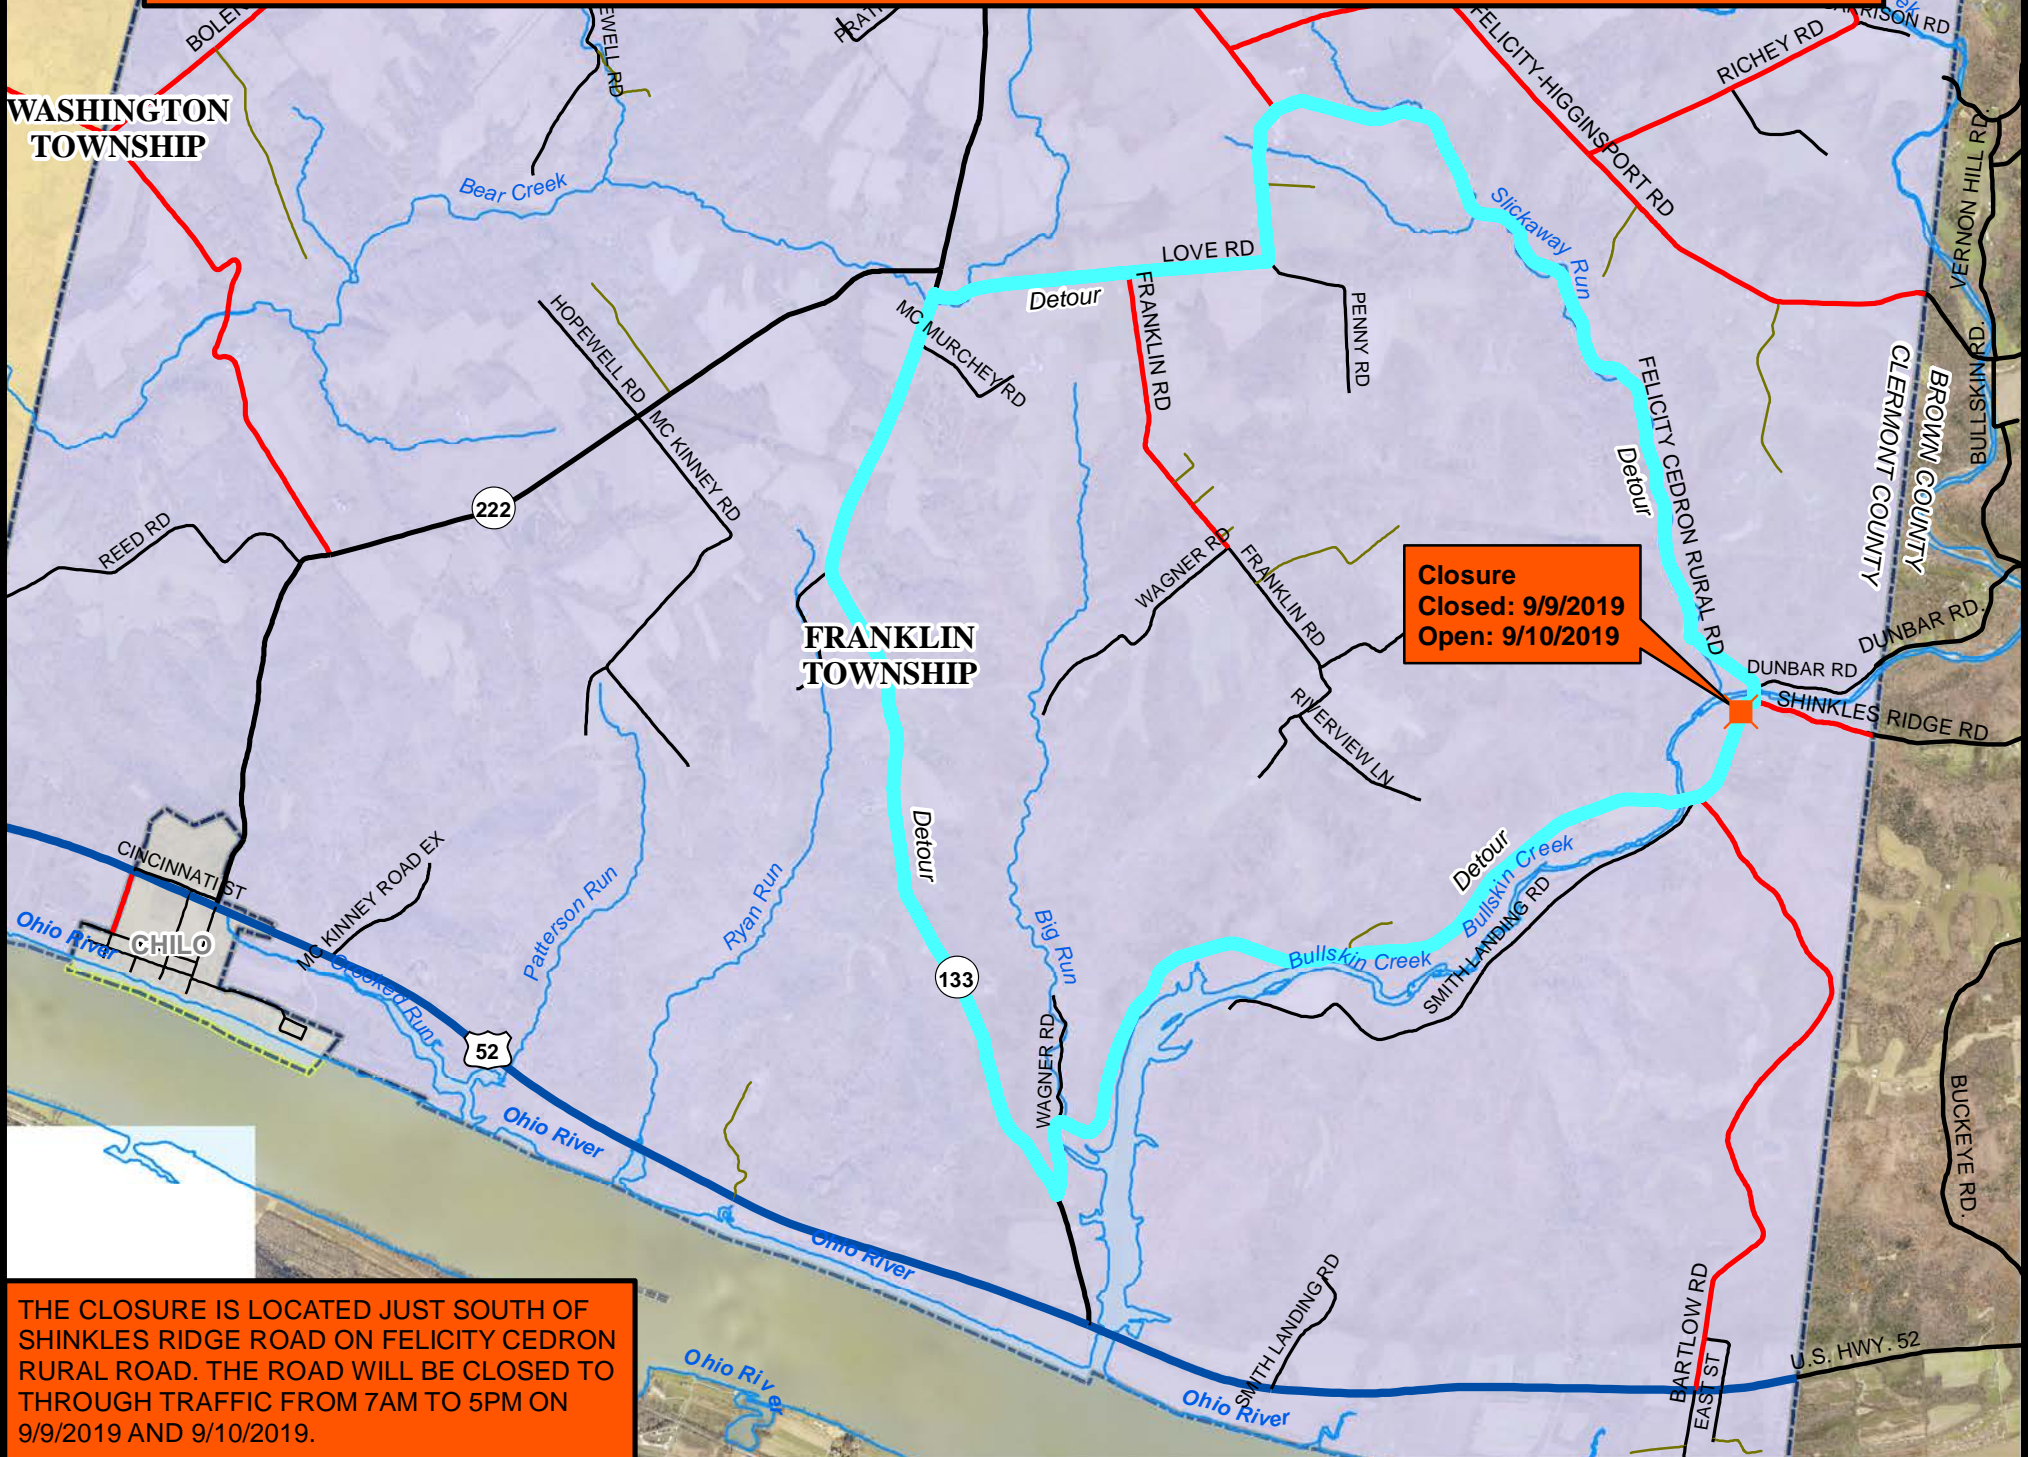 BOLEN
EWELL RD
PRATH
FELICITY-HIGGINSPORT RD
RICHEY RD
RISON RD
WASHINGTON
TOWNSHIP
Bear Creek
Slickaway Run
VERNON HILL RD.
LOVE RD
Detour
MC MURCHEY RD
HOPEWELL RD
FRANKLIN RD
PENNY RD
FELICITY CEDRON RURAL RD
Detour
CLERMONT COUNTY
BROWN COUNTY
BULLSKIN RD.
MC KINNEY RD
222
REED RD
WAGNER RD
FRANKLIN RD
Closure
Closed: 9/9/2019
Open: 9/10/2019
FRANKLIN
TOWNSHIP
DUNBAR RD.
DUNBAR RD
SHINKLES RIDGE RD
RIVERVIEW LN
Detour
Detour
CINCINNATI ST
MC KINNEY ROAD EX
Patterson Run
Ryan Run
Big Run
Bullskin Creek
Bullskin Creek
SMITH LANDING RD
Ohio River
CHILO
Crooked Run
133
52
WAGNER RD
Ohio River
BUCKEYE RD.
Ohio River
SMITH LANDING RD
BARTLOW RD
EAST ST
U.S. HWY. 52
Ohio River
Ohio River
THE CLOSURE IS LOCATED JUST SOUTH OF
SHINKLES RIDGE ROAD ON FELICITY CEDRON
RURAL ROAD. THE ROAD WILL BE CLOSED TO
THROUGH TRAFFIC FROM 7AM TO 5PM ON
9/9/2019 AND 9/10/2019.